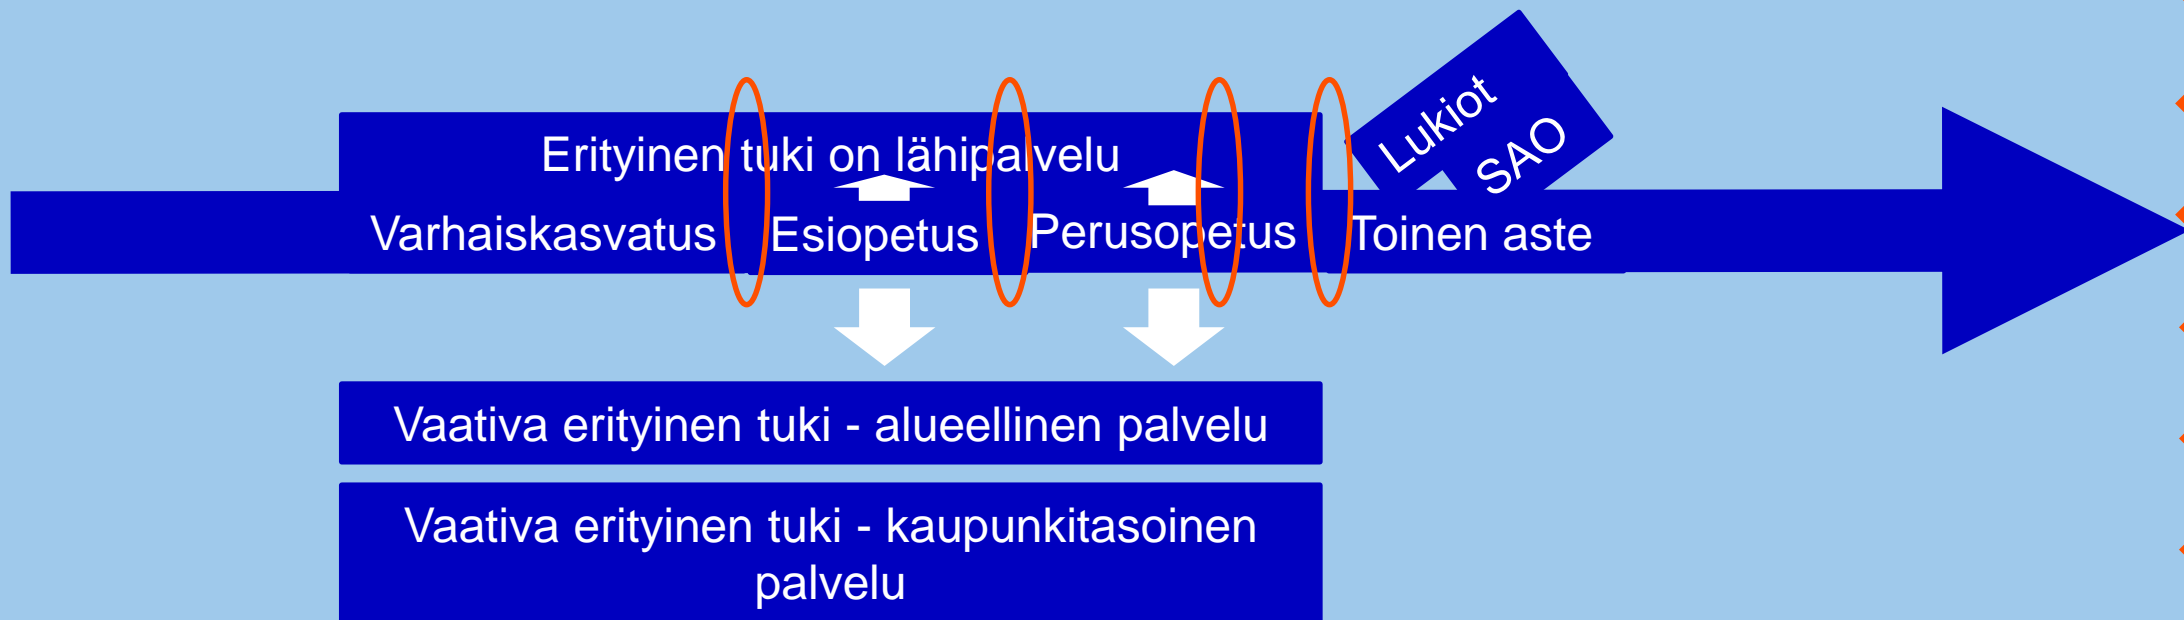 Lukiot
SAO
Erityinen tuki on lähipalvelu
Varhaiskasvatus
Esiopetus
Perusopetus
Toinen aste
Vaativa erityinen tuki - alueellinen palvelu
Vaativa erityinen tuki - kaupunkitasoinen
palvelu